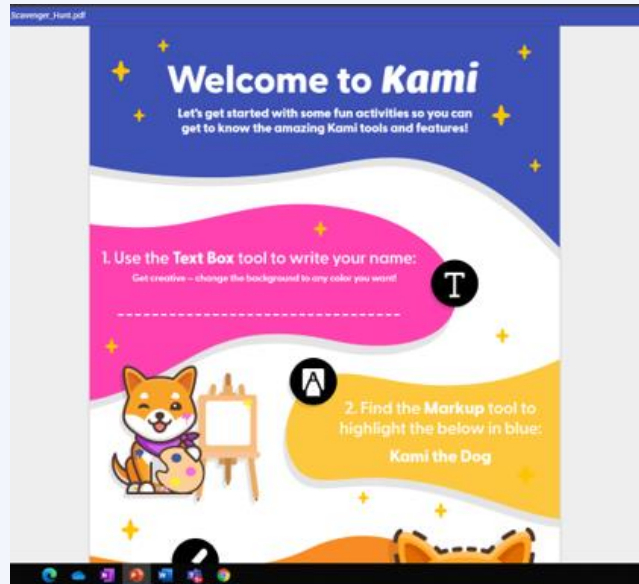 Scavenger_Hunt.pdf
Welcome to Kami
Let's get started with some fun activities so you can
get to know the amazing Kami tools and features!
1. Use the Text Box tool to write your name:
Get creative – change the background to any color you want!
T
2. Find the Markup tool to
highlight the below in blue:
Kami the Dog